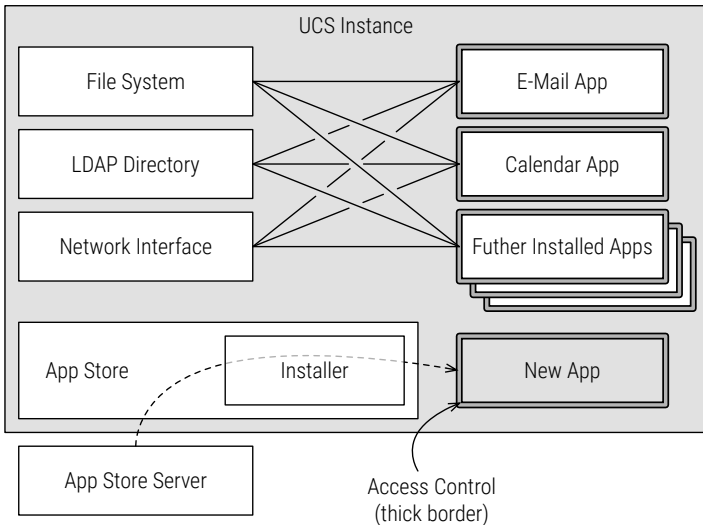 UCS Instance
File System
E-Mail App
LDAP Directory
Calendar App
Network Interface
Futher Installed Apps
App Store
Installer
New App
App Store Server
Access Control
(thick border)